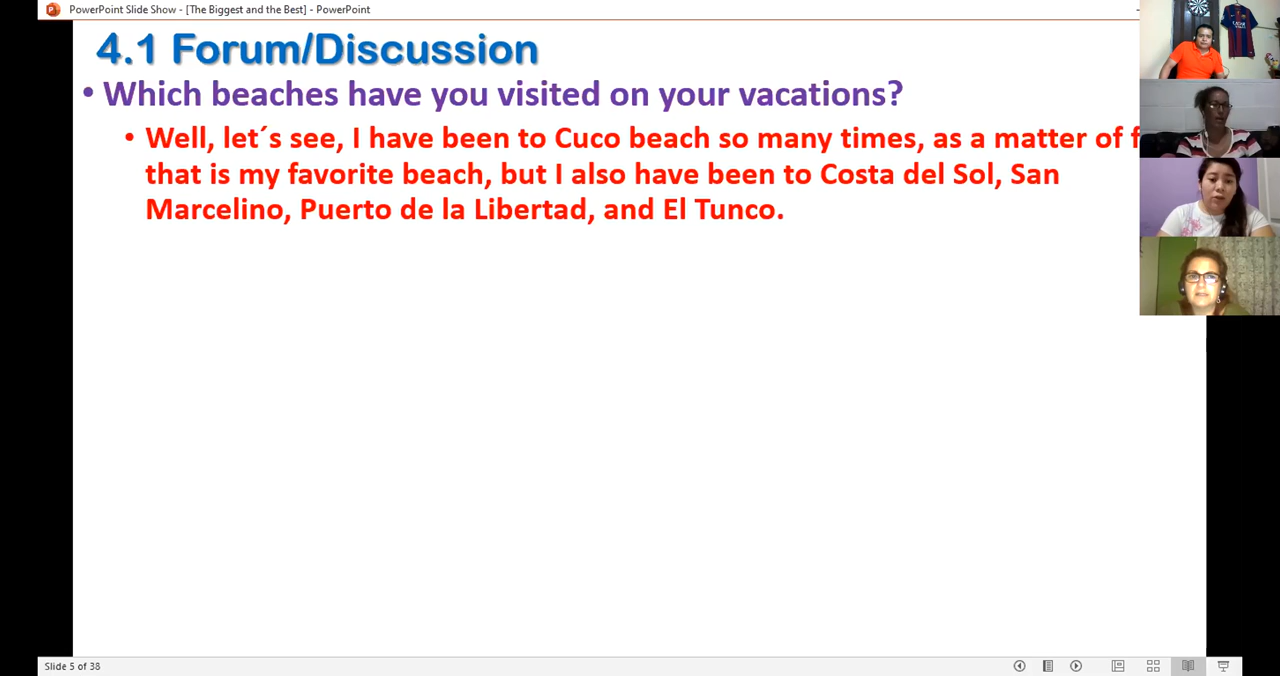 PowerPoint Slide Show - [The Biggest and the Best] - PowerPoint
4.1 Forum/Discussion
• Which beaches have you visited on your vacations?
• Well, let´s see, I have been to Cuco beach so many times, as a matter of
that is my favorite beach, but I also have been to Costa del Sol, San
Marcelino, Puerto de la Libertad, and El Tunco.
Slide 5 of 38